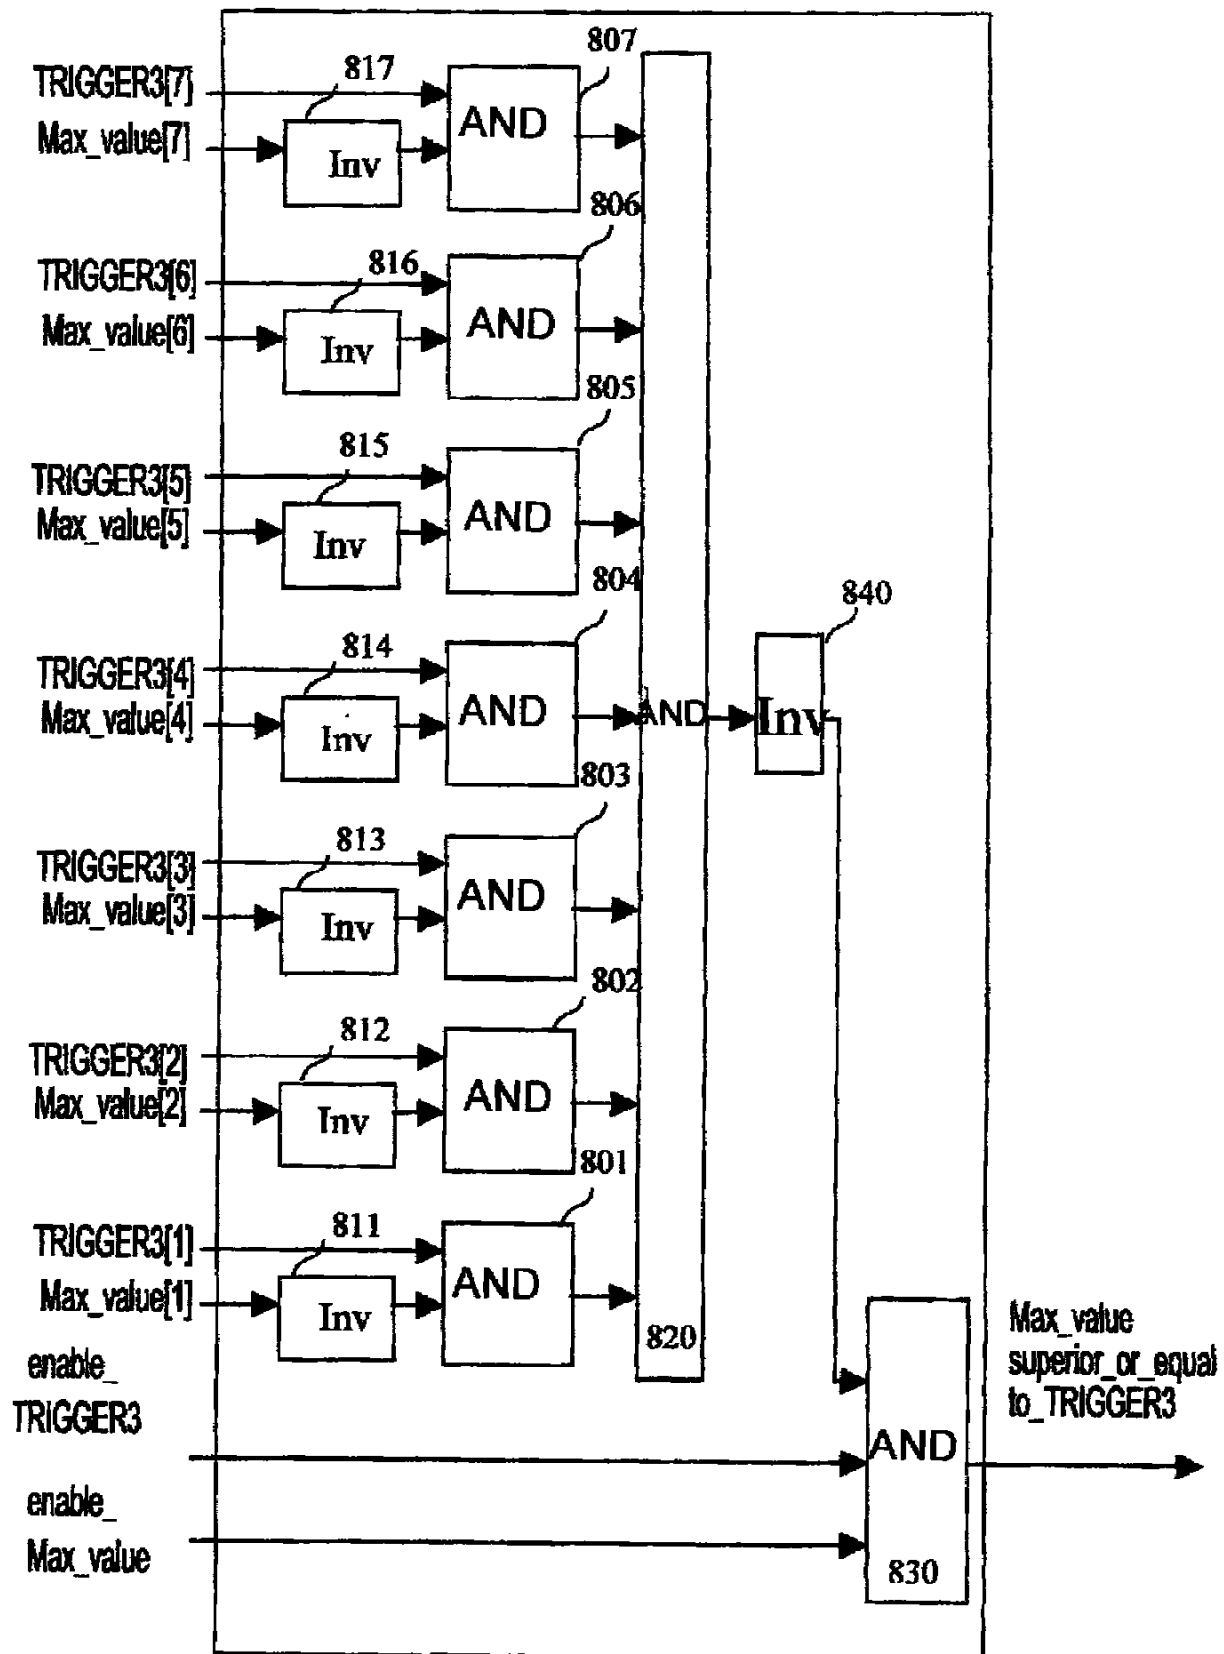 807
817
TRIGGER3[7]
AND
Max_value[7]
Inv
806
816
TRIGGER3[6]
AND
Max_value[6]
Inv
805
815
TRIGGER3[5]
AND
Max_value[5]
Inv
804
840
814
TRIGGER3[4]
AND
Max_value[4]
Inv
AND
Inv
803
813
TRIGGER3[3]
AND
Max_value[3]
Inv
802
812
TRIGGER3[2]
AND
Max_value[2]
Inv
801
811
TRIGGER3[1]
AND
Max_value[1]
Inv
820
Max_value
superior_or_equal
to_TRIGGER3
enable_
TRIGGER3
AND
enable_
Max_value
830